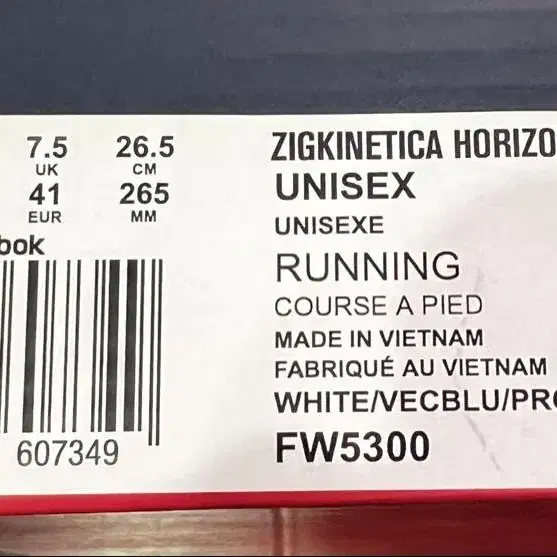 7.5 26.5
UK CM
41 265
EUR MM
bok
607349
ZIGKINETICA HORIZO
UNISEX
UNISEXE
RUNNING
COURSE A PIED
MADE IN VIETNAM
FABRIQUÉ AU VIETNAM
WHITE/VECBLU/PR
FW5300